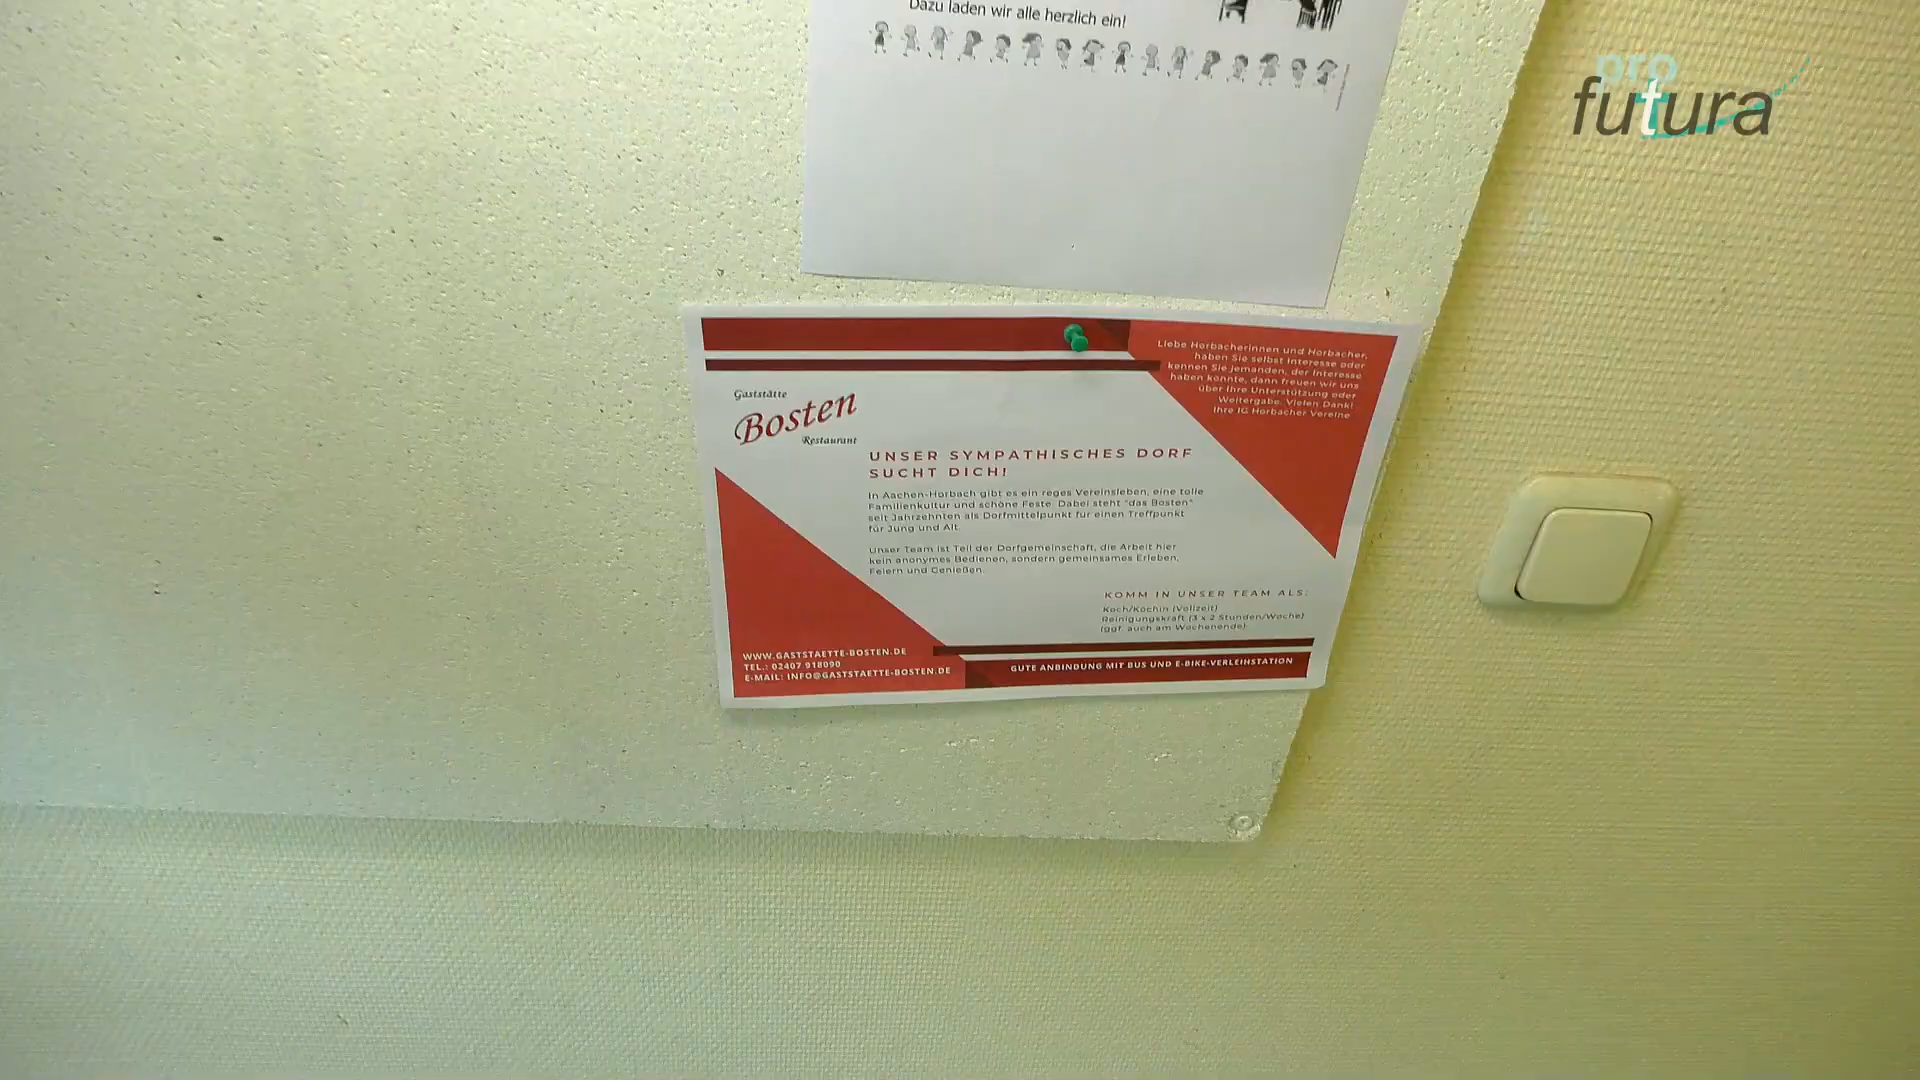 Dazu laden wir alle herzlich ein!
pro
futura
Liebe Horbacherinnen und Horbacher,
haben Sie selbst Interesse oder
kennen Sie jemanden, der Interesse
haben könnte, dann freuen wir uns
über Ihre Unterstützung oder
Weitergabe. Vielen Dank!
Ihre IG Horbacher Vereine
Gaststätte
Bosten
Restaurant
UNSER SYMPATHISCHES DORF
SUCHT DICH!
In Aachen-Horbach gibt es ein reges Vereinsleben, eine tolle
Familienkultur und schöne Feste. Dabei steht "das Bosten"
seit Jahrzehnten als Dorfmittelpunkt für einen Treffpunkt
für Jung und Alt.
Unser Team ist Teil der Dorfgemeinschaft, die Arbeit hier
kein anonymes Bedienen, sondern gemeinsames Erleben,
Feiern und Genießen.
KOMM IN UNSER TEAM ALS:
Koch/Köchin (Vollzeit)
Reinigungskraft (3 x 2 Stunden/Woche)
(ggf. auch am Wochenende)
WWW.GASTSTAETTE-BOSTEN.DE
TEL.: 02407 918090
E-MAIL: INFO@GASTSTAETTE-BOSTEN.DE
GUTE ANBINDUNG MIT BUS UND E-BIKE-VERLEIHSTATION